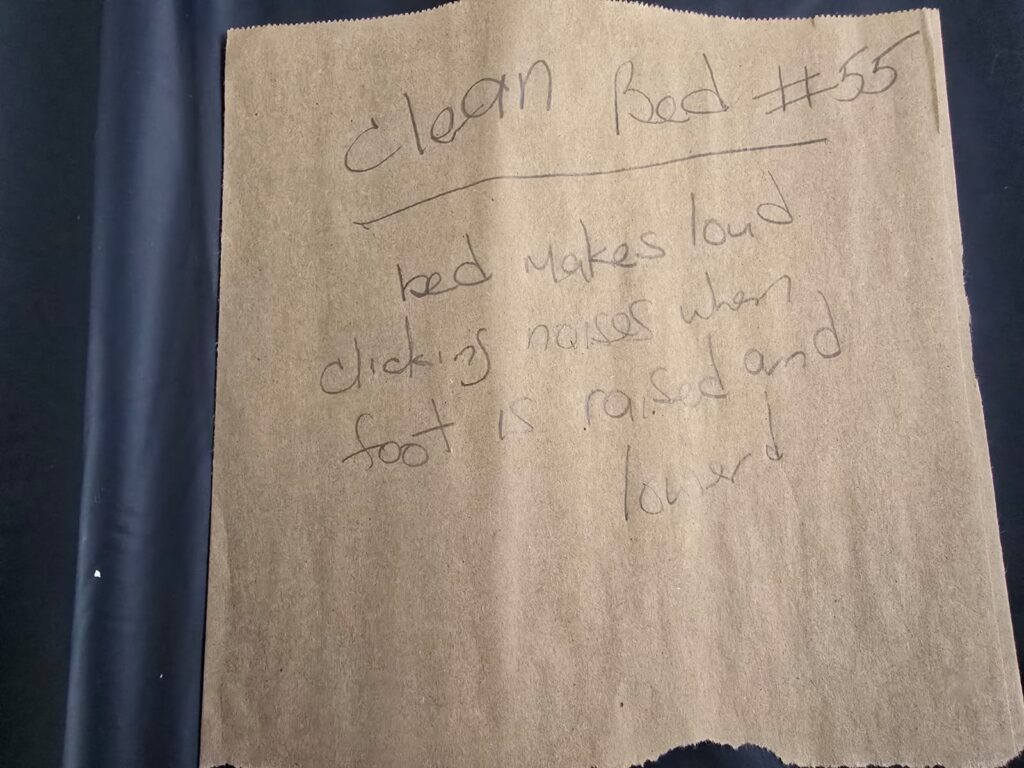 Clean Bed #55
bed makes loud
clicking noises when
foot is raised and
lowerd